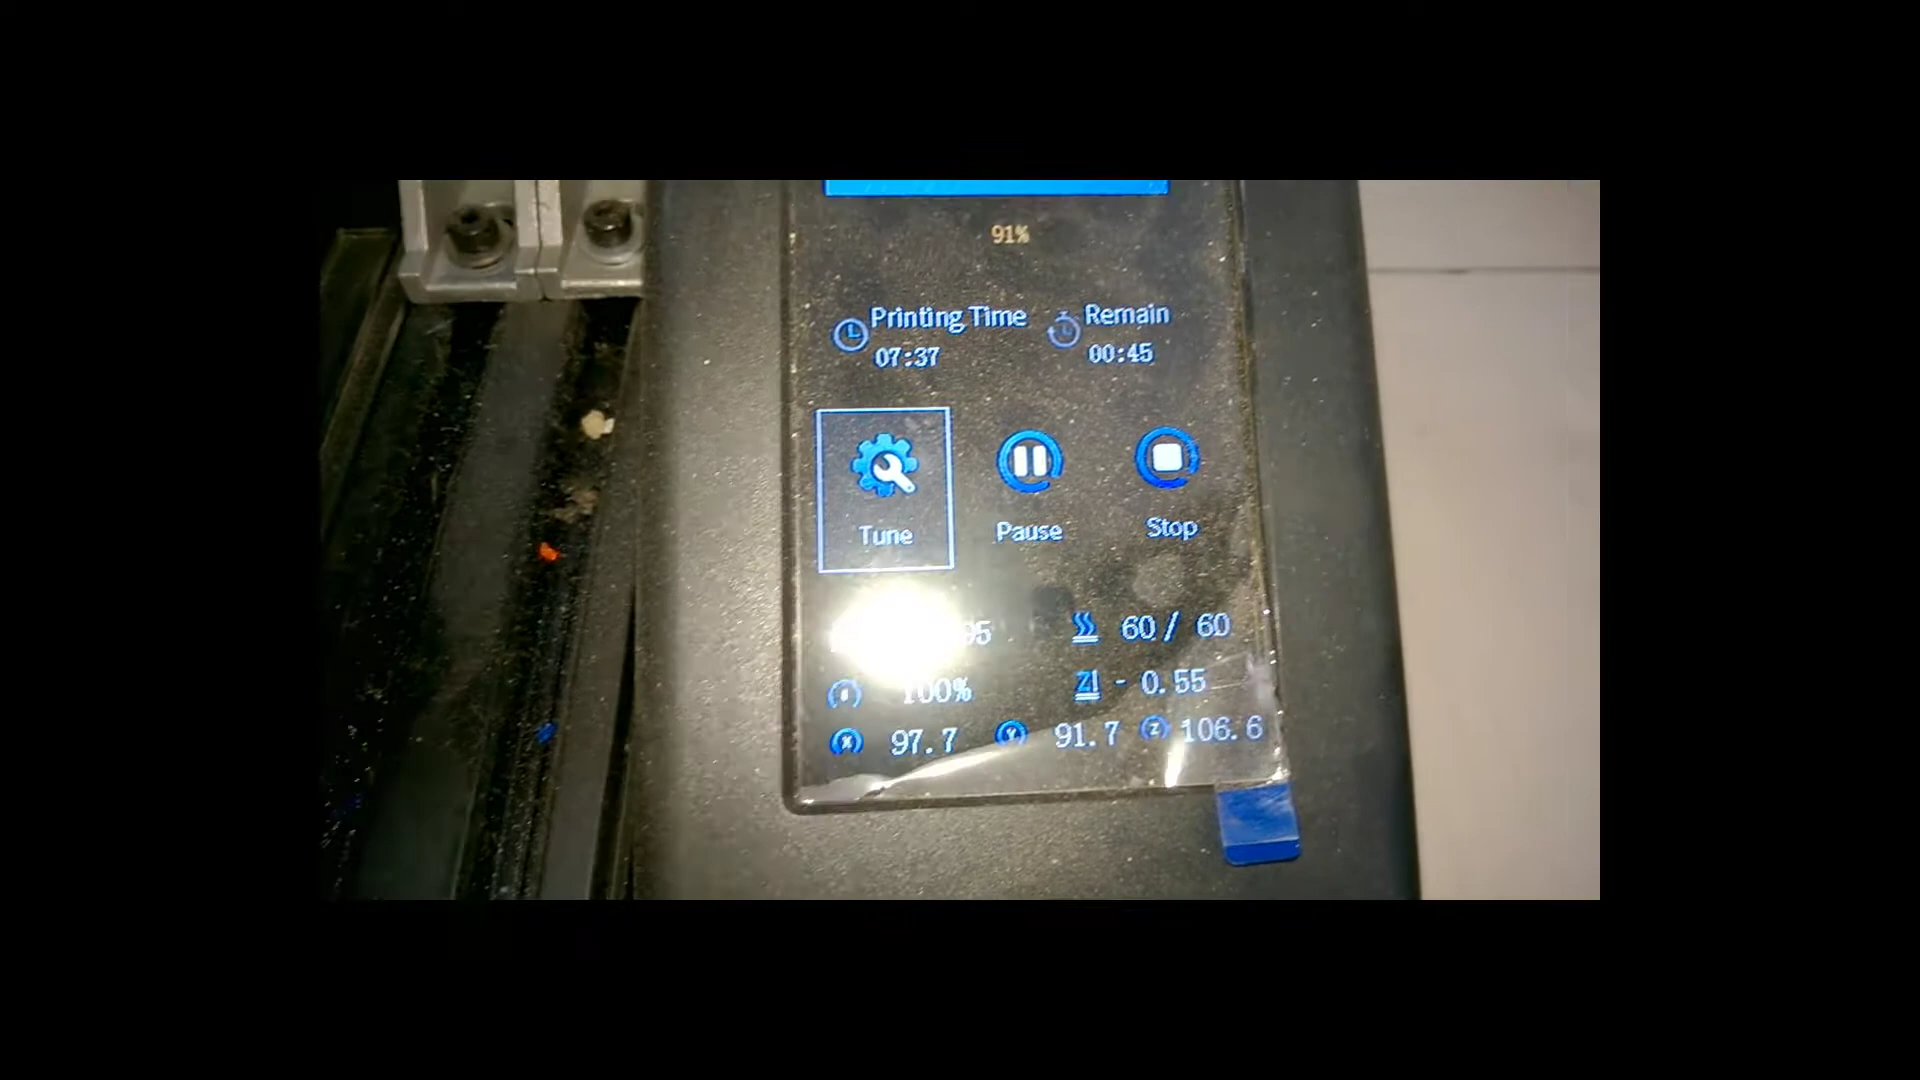 91%
Printing Time Remain
07:37 00:45
Tune Pause Stop
60 / 60
100% Z - 0.55
X 97.7 Y 91.7 Z 106.6